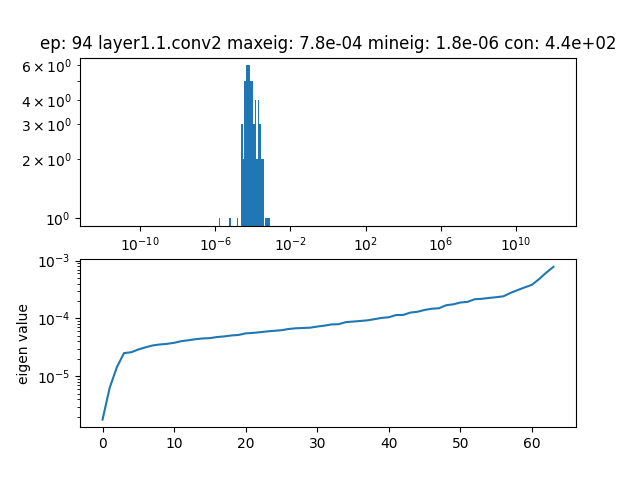 ep: 94 layer1.1.conv2 maxeig: 7.8e-04 mineig: 1.8e-06 con: 4.4e+02
6 × 10⁰
4 × 10⁰
3 × 10⁰
2 × 10⁰
10⁰
10⁻¹⁰ 10⁻⁶ 10⁻² 10² 10⁶ 10¹⁰
10⁻³
10⁻⁴
10⁻⁵
eigen value
0 10 20 30 40 50 60